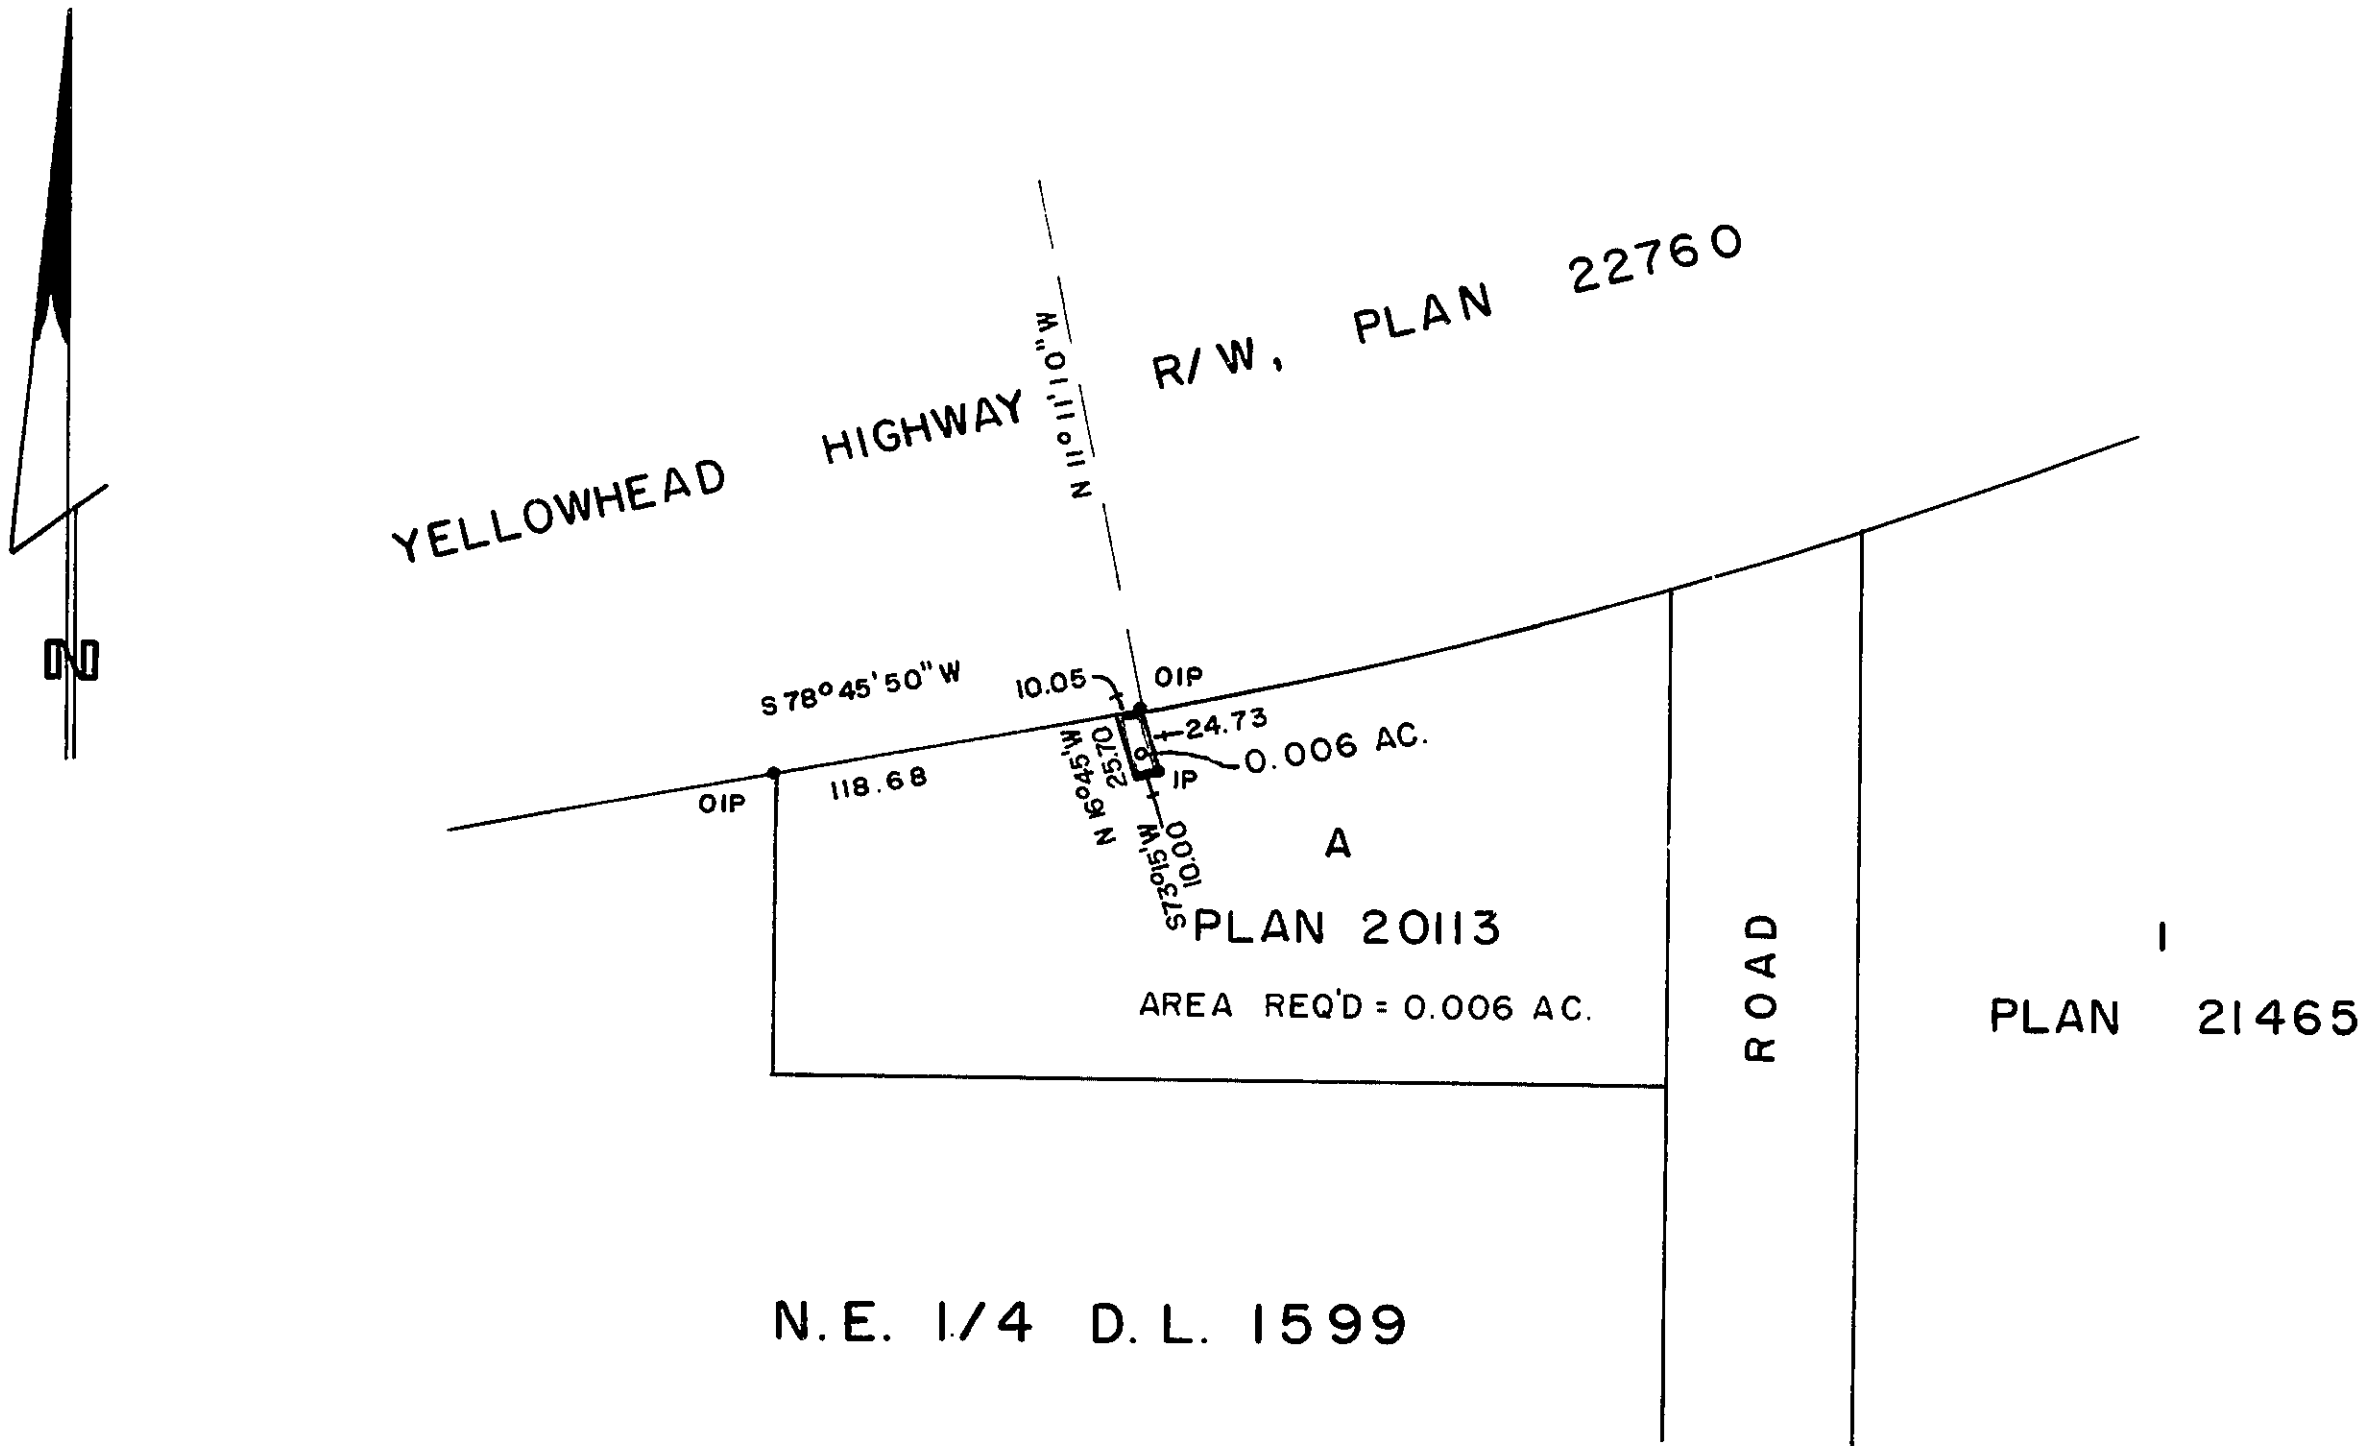 YELLOWHEAD HIGHWAY R/W, PLAN 22760
N 11° 11' 10" W
S 78° 45' 50" W
10.05
OIP
24.73
0.006 AC.
25.70
N 16° 45' W
IP
OIP
118.68
10.00
S 73° 15' W
A
PLAN 20113
AREA REQ'D = 0.006 AC.
ROAD
1
PLAN 21465
N
N.E. 1/4 D.L. 1599